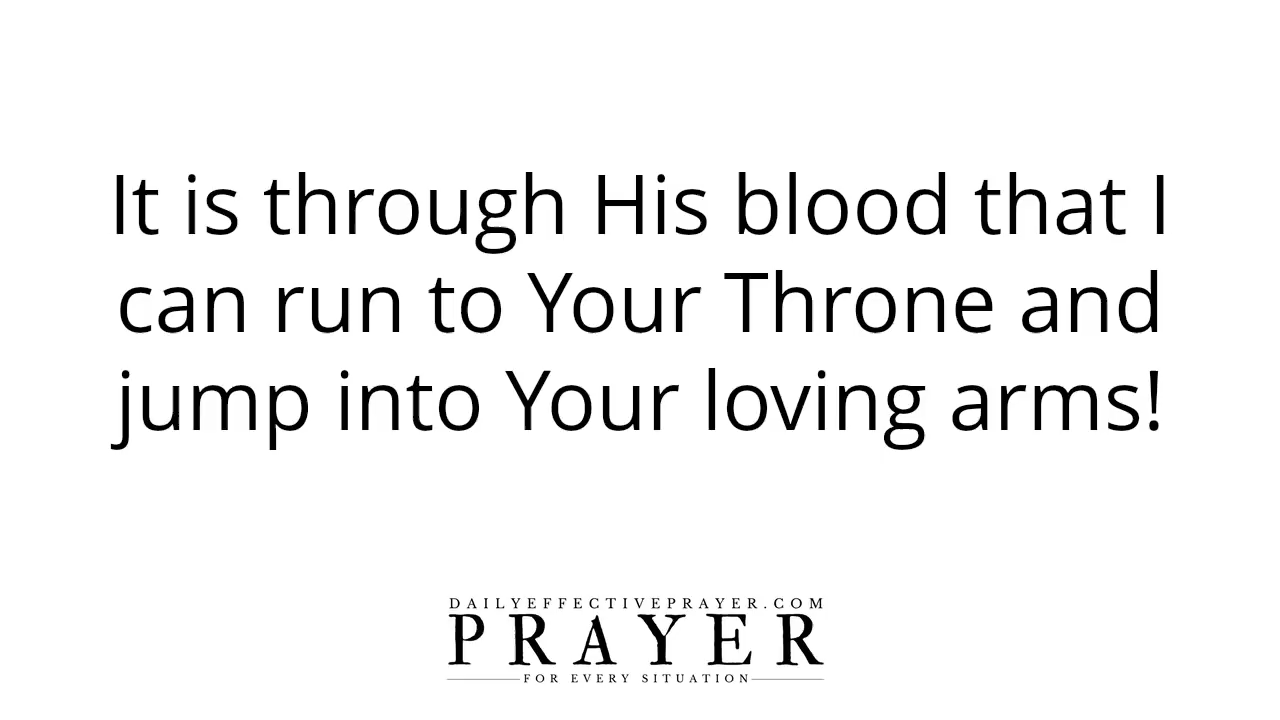 It is through His blood that I
can run to Your Throne and
jump into Your loving arms!
DAILYEFFECTIVEPRAYER.COM
PRAYER
FOR EVERY SITUATION